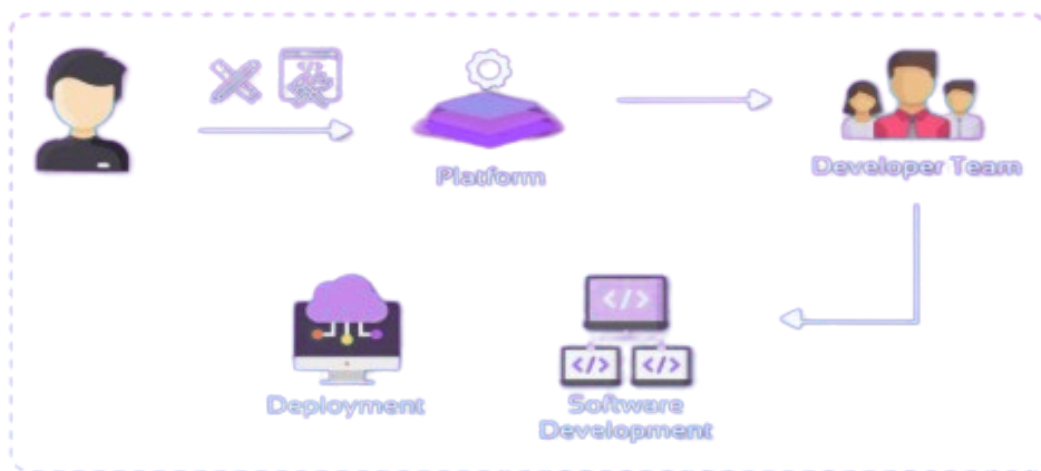 Platform
Developer Team
Deployment
Software
Development